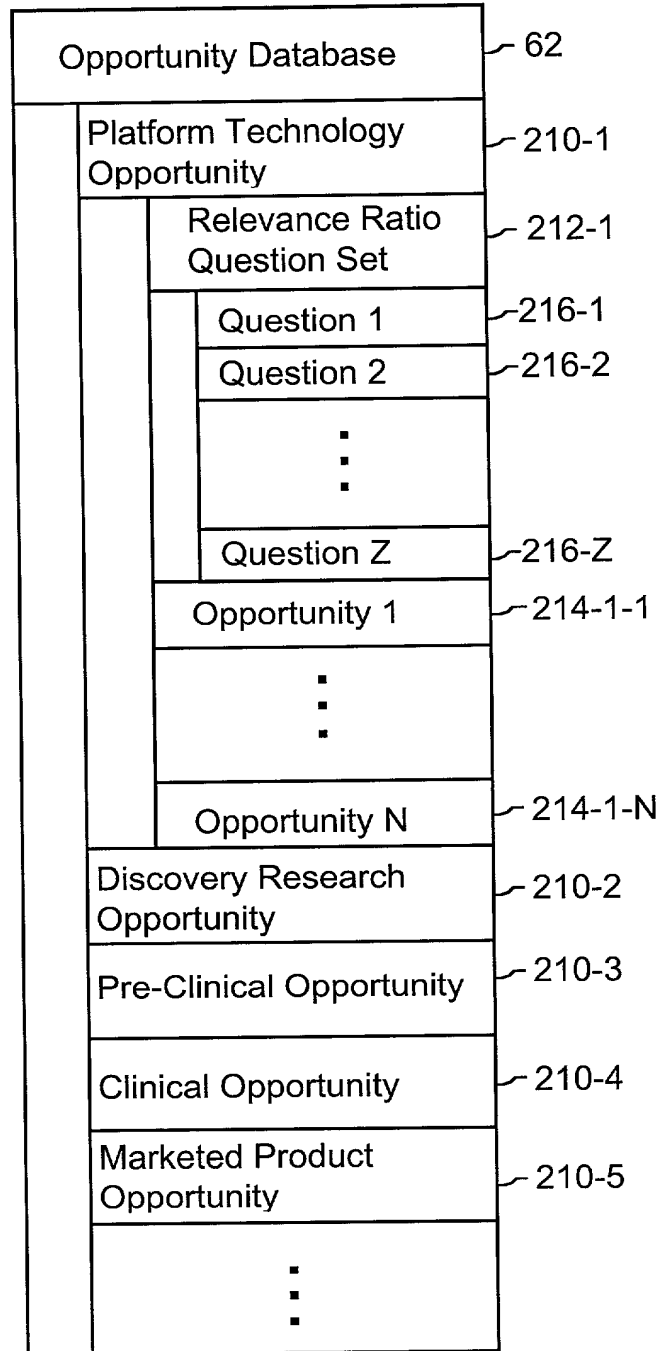 Opportunity Database 62
Platform Technology
Opportunity 210-1
Relevance Ratio
Question Set 212-1
Question 1 216-1
Question 2 216-2
Question Z 216-Z
Opportunity 1 214-1-1
Opportunity N 214-1-N
Discovery Research
Opportunity 210-2
Pre-Clinical Opportunity 210-3
Clinical Opportunity 210-4
Marketed Product
Opportunity 210-5